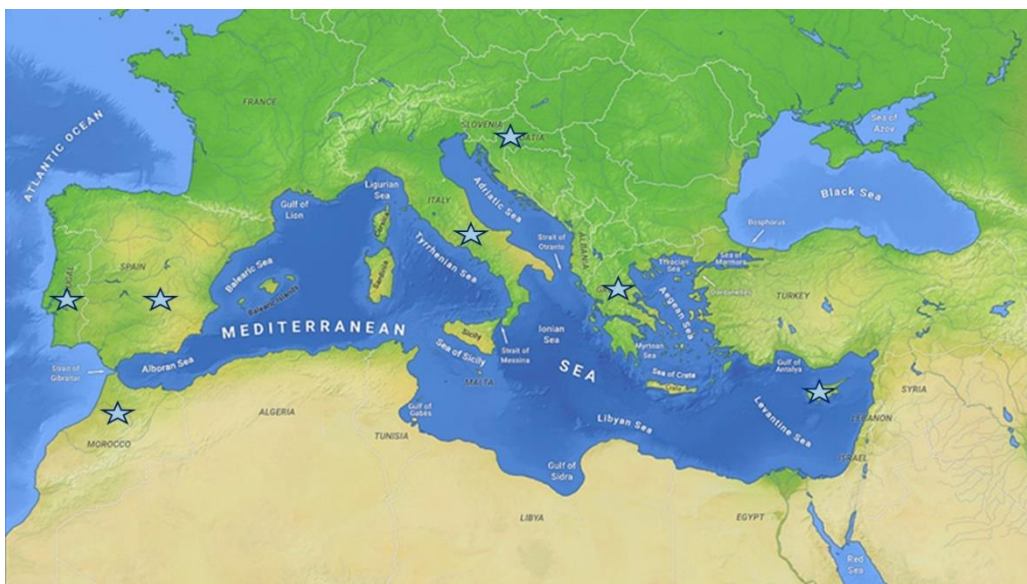 FRANCE
SLOVENIA
Sea of
Azov
ATLANTIC OCEAN
Black Sea
Ligurian
Sea
ITALY
Adriatic Sea
Gulf of
Lion
Bosphorus
Strait of
Otranto
ALBANIA
Tyrrhenian Sea
SPAIN
Balearic Sea
Balearic Islands
Sardinia
Thracian
Sea
Sea of
Marmara
Dardanelles
TURKEY
Aegean Sea
MEDITERRANEAN
SEA
Ionian
Sea
Myrtoan
Sea
Sicily
Strait of
Messina
Sea of Sicily
MALTA
Strait of
Gibraltar
Alboran Sea
Sea of Crete
Crete
Gulf of
Antalya
SYRIA
LEBANON
Levantine Sea
ISRAEL
MOROCCO
ALGERIA
TUNISIA
Gulf of
Gabes
Libyan Sea
Gulf of
Sidra
LIBYA
EGYPT
Red
Sea